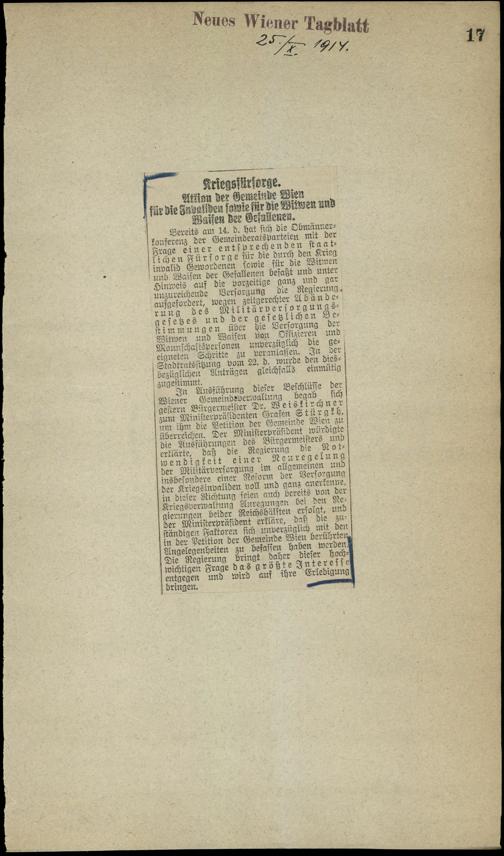 Neues Wiener Tagblatt
25/X. 1914.
17
Kriegsfürsorge.
Aktion der Gemeinde Wien
für die Invaliden sowie für die Witwen und
Waisen der Gefallenen.
Bereits am 14. d. hat sich die Obmänner-
konferenz der Gemeinderatsparteien mit der
Frage einer entsprechenden staat-
lichen Fürsorge für die durch den Krieg
invalid Gewordenen sowie für die Witwen
und Waisen der Gefallenen befaßt und unter
Hinweis auf die vorzeitige ganz und gar
unzureichende Versorgung die Regierung
aufgefordert, wegen zeitgerechter Abände-
rung des Militärversorgungs-
gesetzes und der gesetzlichen Be-
stimmungen über die Versorgung der
Witwen und Waisen von Offizieren und
Mannschaftspersonen unverzüglich die ge-
eigneten Schritte zu veranlassen. In der
Stadtratssitzung vom 22. d. wurde den dies-
bezüglichen Anträgen gleichfalls einmütig
zugestimmt.
In Ausführung dieser Beschlüsse der
Wiener Gemeindeverwaltung begab sich
gestern Bürgermeister Dr. Weiskirchner
zum Ministerpräsidenten Grafen Stürgkh,
um ihm die Petition der Gemeinde Wien zu
überreichen. Der Ministerpräsident würdigte
die Ausführungen des Bürgermeisters und
erklärte, daß die Regierung die Not-
wendigkeit einer Neuregelung
der Militärversorgung im allgemeinen und
insbesondere einer Reform der Versorgung
der Kriegsinvaliden voll und ganz anerkenne,
in dieser Richtung seien auch bereits von der
Kriegsverwaltung Anregungen bei den Re-
gierungen beider Reichshälften erfolgt, und
der Ministerpräsident erkläre, daß die zu-
ständigen Faktoren sich unverzüglich mit den
in der Petition der Gemeinde Wien berührten
Angelegenheiten zu befassen haben werden.
Die Regierung bringt daher dieser hoch-
wichtigen Frage das größte Interesse
entgegen und wird auf ihre Erledigung
dringen.